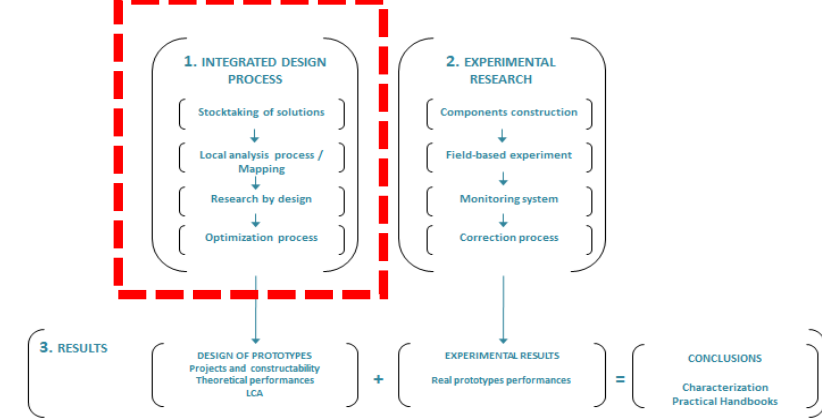 1. INTEGRATED DESIGN
PROCESS
Stocktaking of solutions
Local analysis process /
Mapping
Research by design
Optimization process
2. EXPERIMENTAL
RESEARCH
Components construction
Field-based experiment
Monitoring system
Correction process
3. RESULTS
DESIGN OF PROTOTYPES
Projects and constructability
Theoretical performances
LCA
+
EXPERIMENTAL RESULTS
Real prototypes performances
=
CONCLUSIONS
Characterization
Practical Handbooks